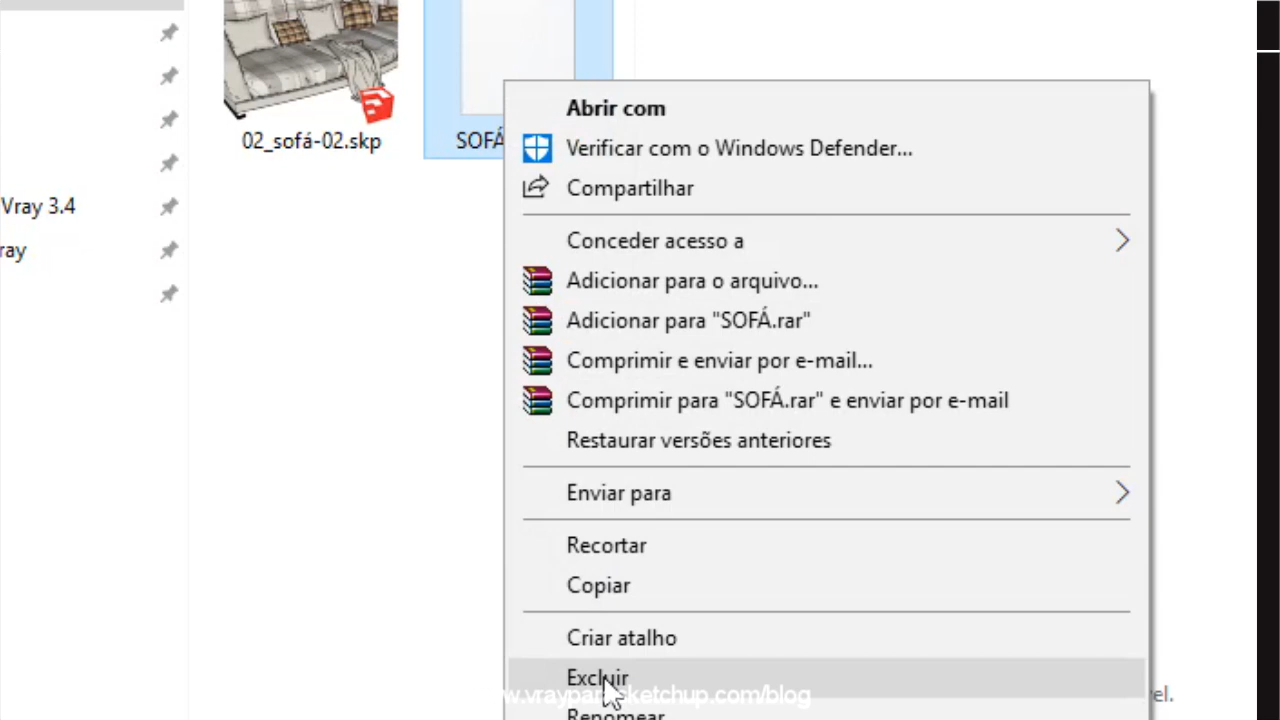 02_sofá-02.skp
SOFÁ
Vray 3.4
ray
Abrir com
Verificar com o Windows Defender...
Compartilhar
Conceder acesso a
Adicionar para o arquivo...
Adicionar para "SOFÁ.rar"
Comprimir e enviar por e-mail...
Comprimir para "SOFÁ.rar" e enviar por e-mail
Restaurar versões anteriores
Enviar para
Recortar
Copiar
Criar atalho
Excluir
w.vrayparasketchup.com/blog
el.
Renomear